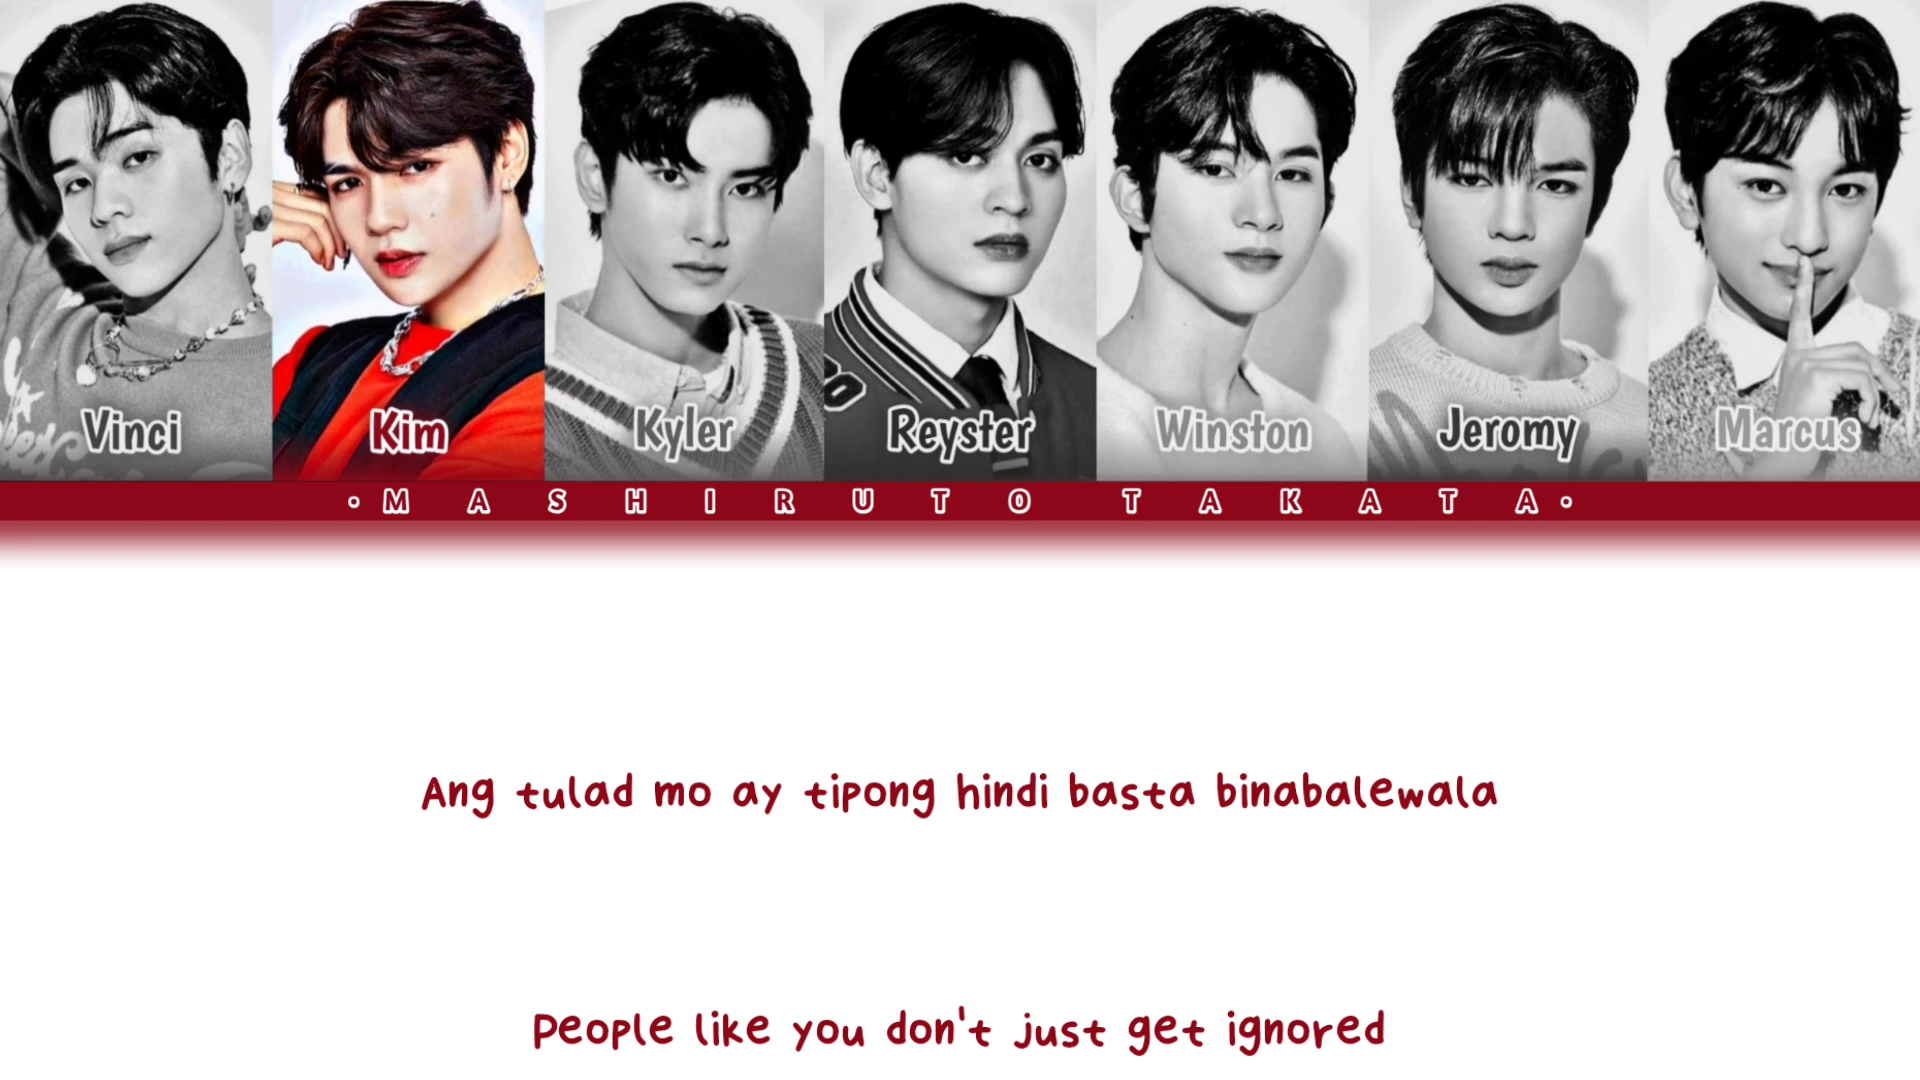 Vinci Kim Kyler Reyster Winston Jeromy Marcus
•MASHIRUTO TAKATA•
Ang tulad mo ay tipong hindi basta binabalewala
People like you don't just get ignored